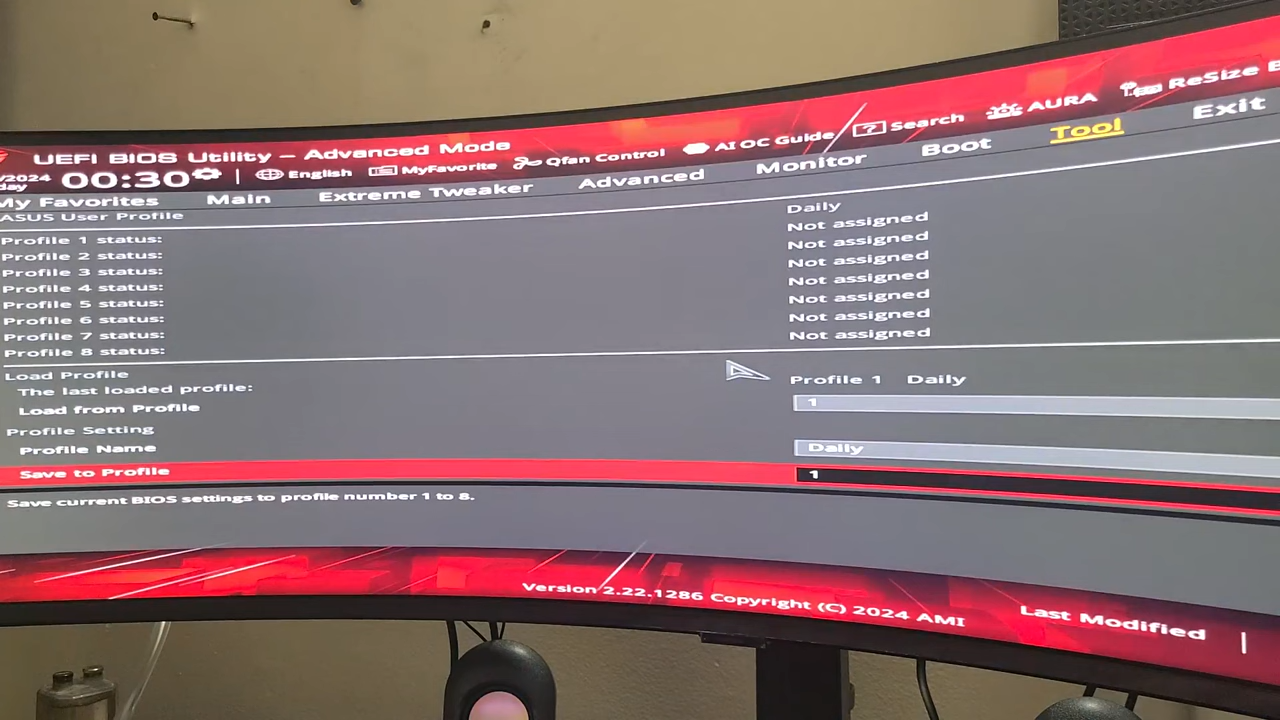 UEFI BIOS Utility – Advanced Mode
/2024
day
00:30
English
MyFavorite
Qfan Control
AI OC Guide
Search
AURA
ReSize
My Favorites
Main
Extreme Tweaker
Advanced
Monitor
Boot
Tool
Exit
ASUS User Profile
Profile 1 status: Daily
Profile 2 status: Not assigned
Profile 3 status: Not assigned
Profile 4 status: Not assigned
Profile 5 status: Not assigned
Profile 6 status: Not assigned
Profile 7 status: Not assigned
Profile 8 status: Not assigned
Load Profile
The last loaded profile: Profile 1 Daily
Load from Profile 1
Profile Setting
Profile Name Daily
Save to Profile 1
Save current BIOS settings to profile number 1 to 8.
Version 2.22.1286 Copyright (C) 2024 AMI
Last Modified